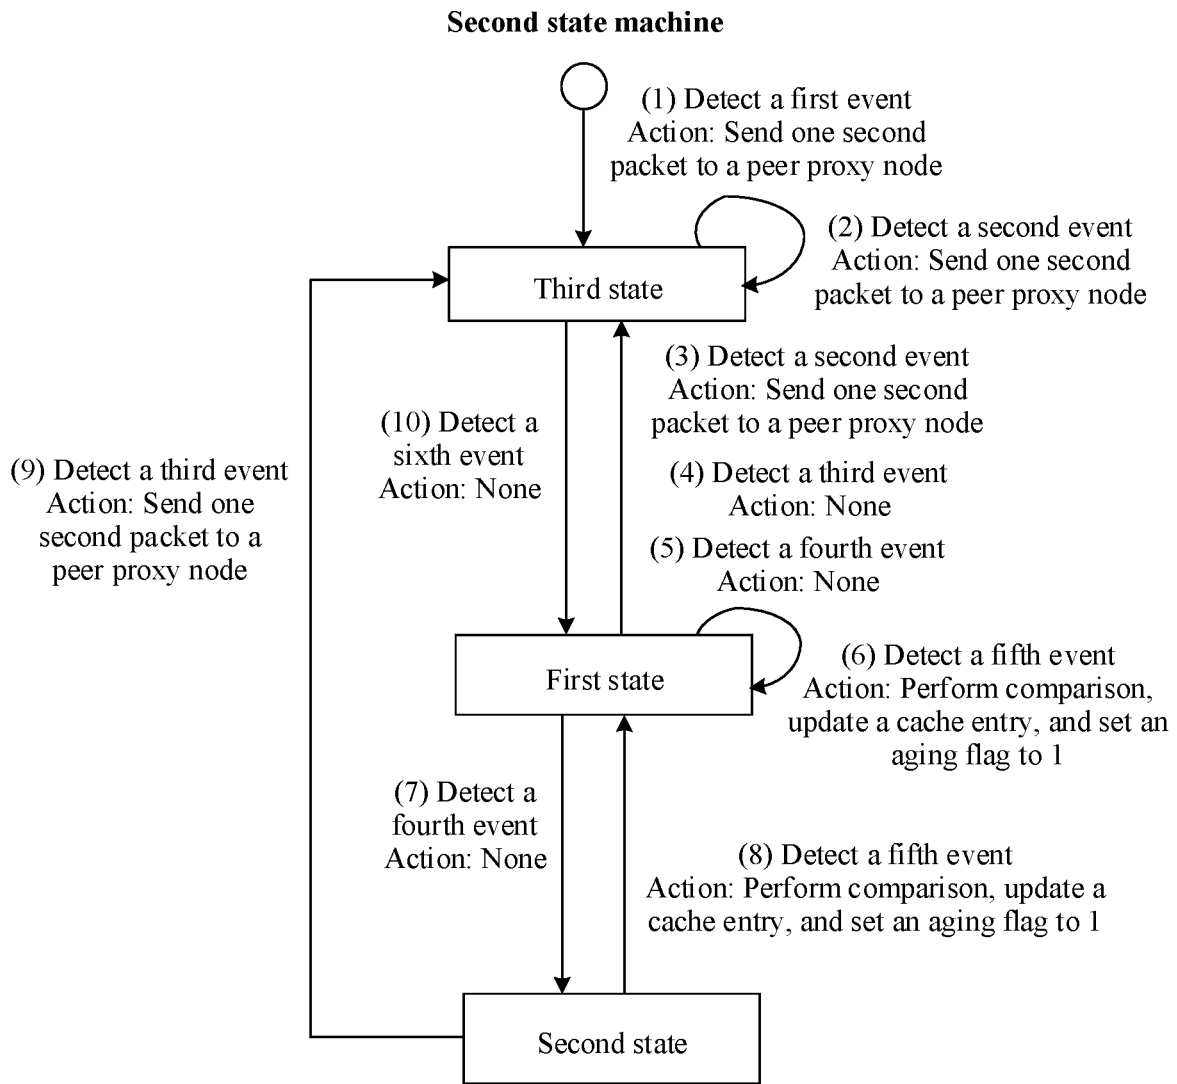 Second state machine
(1) Detect a first event
Action: Send one second
packet to a peer proxy node
(2) Detect a second event
Action: Send one second
packet to a peer proxy node
Third state
(3) Detect a second event
Action: Send one second
packet to a peer proxy node
(10) Detect a
sixth event
Action: None
(9) Detect a third event
Action: Send one
second packet to a
peer proxy node
(4) Detect a third event
Action: None
(5) Detect a fourth event
Action: None
First state
(6) Detect a fifth event
Action: Perform comparison,
update a cache entry, and set an
aging flag to 1
(7) Detect a
fourth event
Action: None
(8) Detect a fifth event
Action: Perform comparison, update a
cache entry, and set an aging flag to 1
Second state